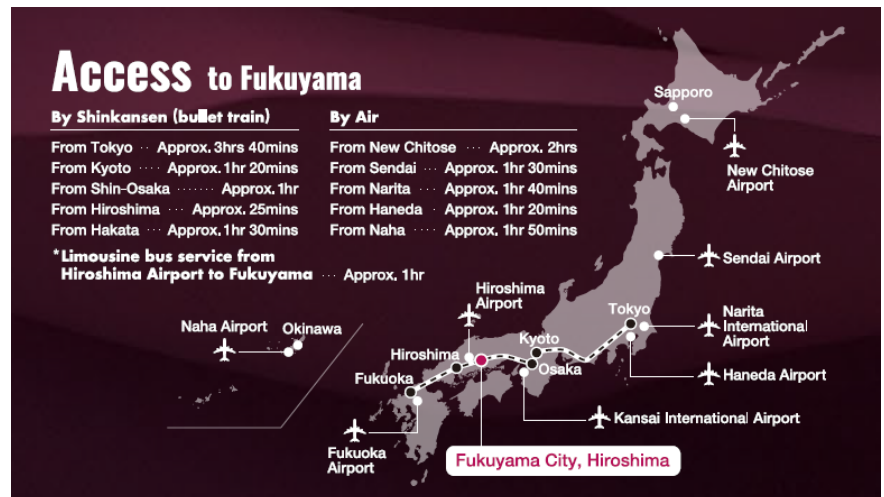 Access to Fukuyama
By Shinkansen (bullet train)
From Tokyo ·· Approx. 3hrs 40mins
From Kyoto ···· Approx. 1hr 20mins
From Shin-Osaka ······· Approx. 1hr
From Hiroshima ··· Approx. 25mins
From Hakata ··· Approx. 1hr 30mins
*Limousine bus service from
Hiroshima Airport to Fukuyama ··· Approx. 1hr
By Air
From New Chitose ··· Approx. 2hrs
From Sendai ···· Approx. 1hr 30mins
From Narita ···· Approx. 1hr 40mins
From Haneda · Approx. 1hr 20mins
From Naha ···· Approx. 1hr 50mins
Sapporo
New Chitose
Airport
Sendai Airport
Hiroshima
Airport
Tokyo
Narita
International
Airport
Naha Airport
Okinawa
Kyoto
Hiroshima
Osaka
Haneda Airport
Fukuoka
Kansai International Airport
Fukuoka
Airport
Fukuyama City, Hiroshima